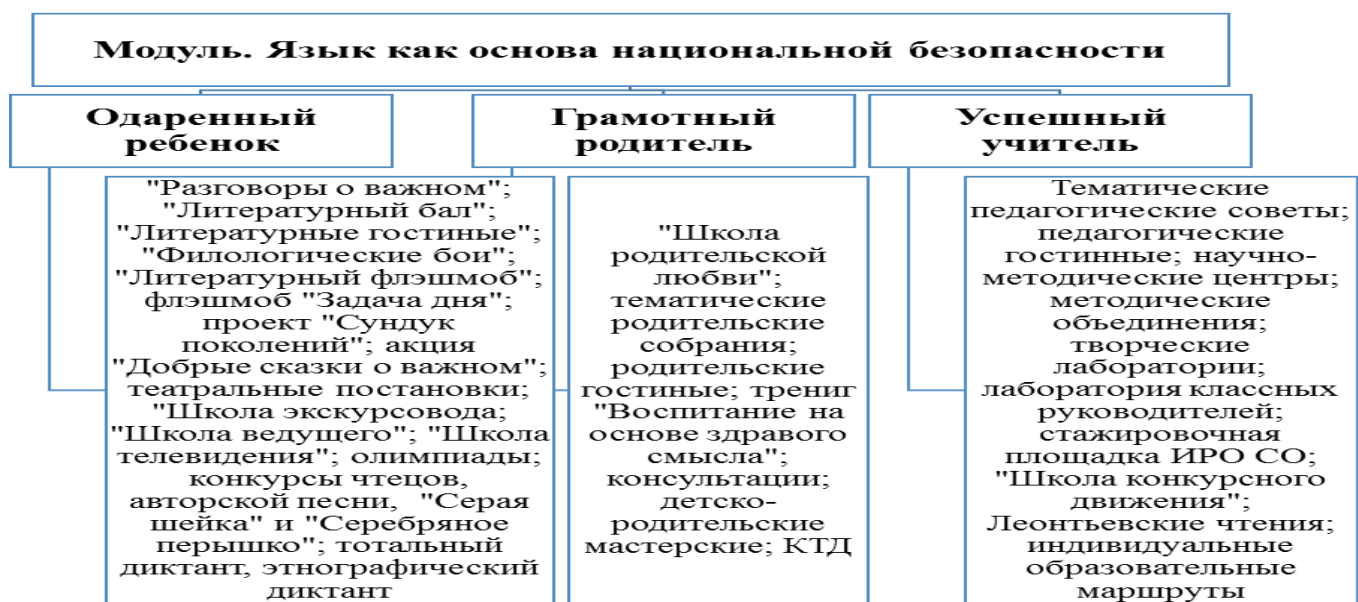 Модуль. Язык как основа национальной безопасности
Одаренный
ребенок
"Разговоры о важном";
"Литературный бал";
"Литературные гостиные";
"Филологические бои";
"Литературный флэшмоб";
флэшмоб "Задача дня";
проект "Сундук
поколений"; акция
"Добрые сказки о важном";
театральные постановки;
"Школа экскурсовода;
"Школа ведущего"; "Школа
телевидения"; олимпиады;
конкурсы чтецов,
авторской песни, "Серая
шейка" и "Серебряное
перышко"; тотальный
диктант, этнографический
диктант
Грамотный
родитель
"Школа
родительской
любви";
тематические
родительские
собрания;
родительские
гостиные; трениг
"Воспитание на
основе здравого
смысла";
консультации;
детско-
родительские
мастерские; КТД
Успешный
учитель
Тематические
педагогические советы;
педагогические
гостинные; научно-
методические центры;
методические
объединения;
творческие
лаборатории;
лаборатория классных
руководителей;
стажировочная
площадка ИРО СО;
"Школа конкурсного
движения";
Леонтьевские чтения;
индивидуальные
образовательные
маршруты